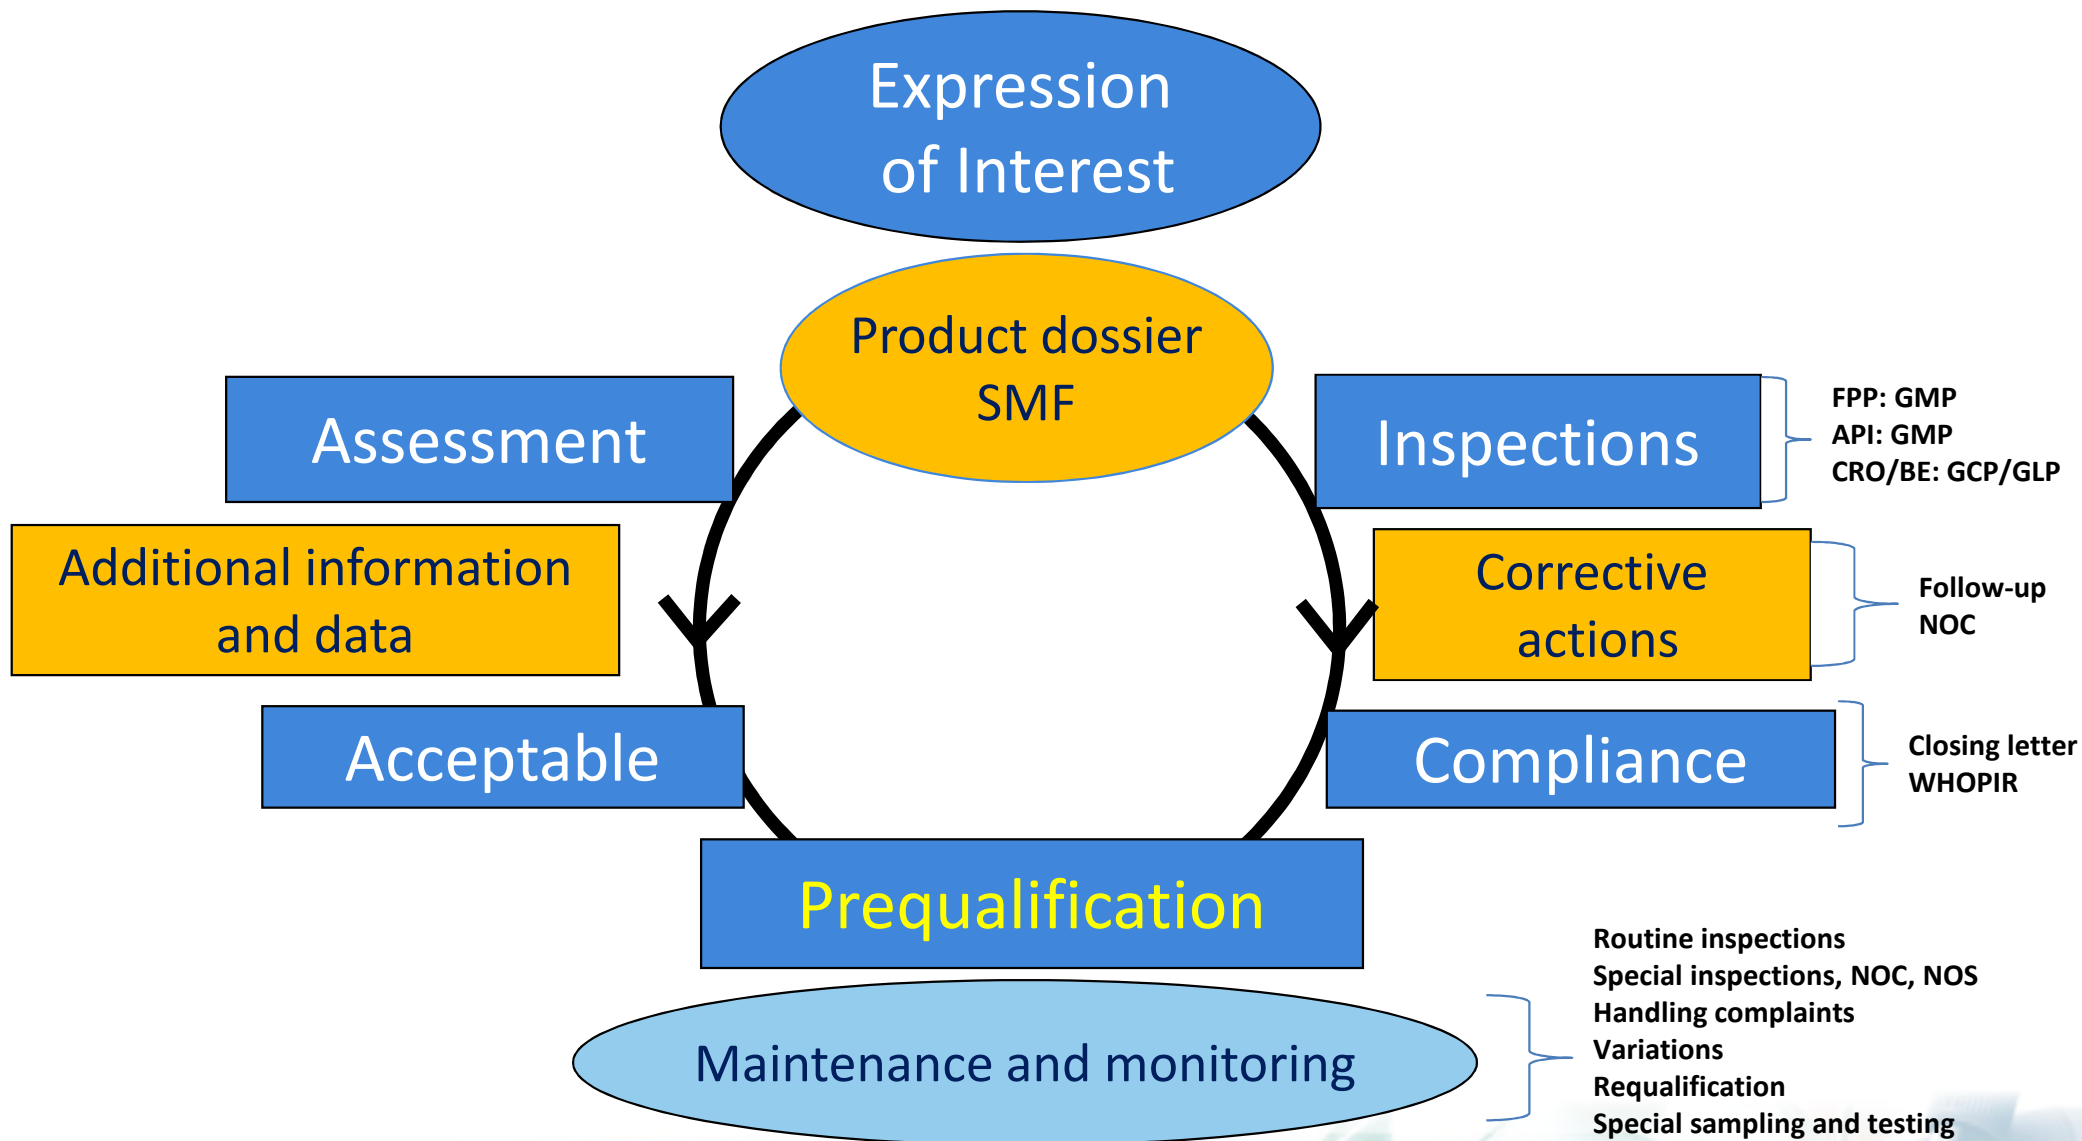 Expression
of Interest
Product dossier
SMF
Assessment
Inspections
FPP: GMP
API: GMP
CRO/BE: GCP/GLP
Additional information
and data
Corrective
actions
Follow-up
NOC
Acceptable
Compliance
Closing letter
WHOPIR
Prequalification
Maintenance and monitoring
Routine inspections
Special inspections, NOC, NOS
Handling complaints
Variations
Requalification
Special sampling and testing